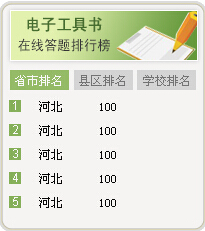 电子工具书
在线答题排行榜
省市排名 县区排名 学校排名
1 河北 100
2 河北 100
3 河北 100
4 河北 100
5 河北 100